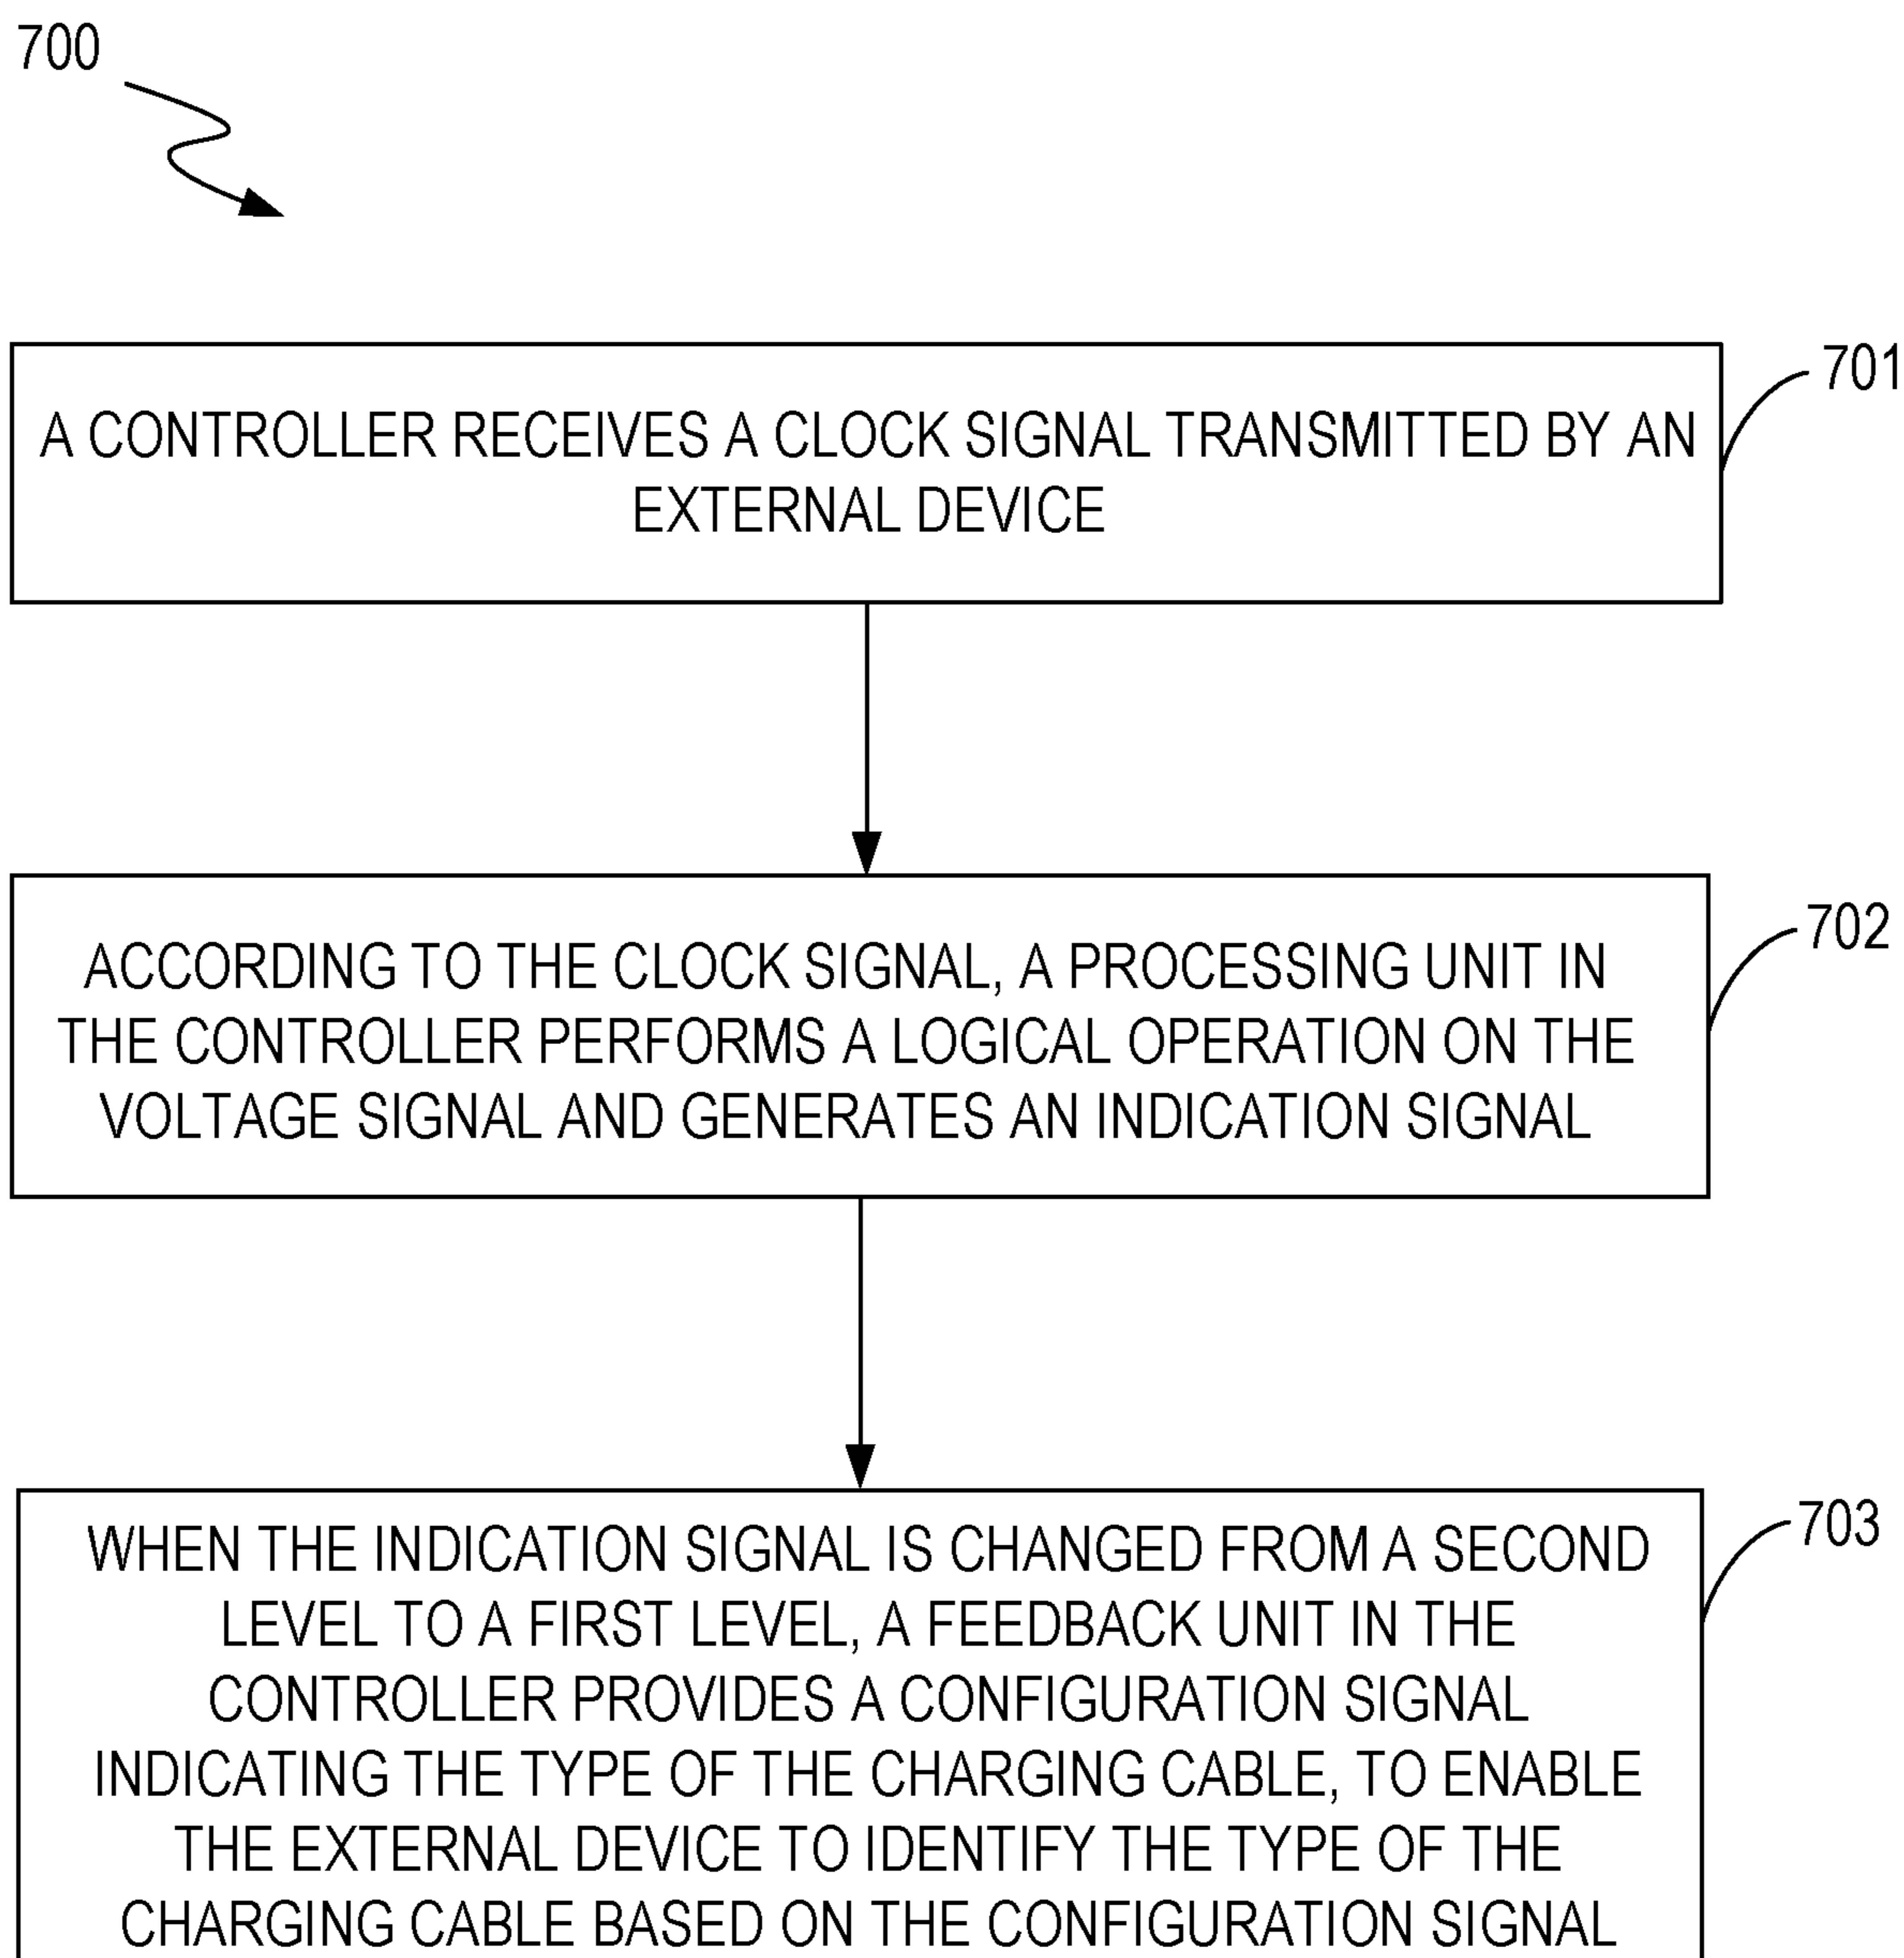 700
701
A CONTROLLER RECEIVES A CLOCK SIGNAL TRANSMITTED BY AN
EXTERNAL DEVICE
702
ACCORDING TO THE CLOCK SIGNAL, A PROCESSING UNIT IN
THE CONTROLLER PERFORMS A LOGICAL OPERATION ON THE
VOLTAGE SIGNAL AND GENERATES AN INDICATION SIGNAL
703
WHEN THE INDICATION SIGNAL IS CHANGED FROM A SECOND
LEVEL TO A FIRST LEVEL, A FEEDBACK UNIT IN THE
CONTROLLER PROVIDES A CONFIGURATION SIGNAL
INDICATING THE TYPE OF THE CHARGING CABLE, TO ENABLE
THE EXTERNAL DEVICE TO IDENTIFY THE TYPE OF THE
CHARGING CABLE BASED ON THE CONFIGURATION SIGNAL